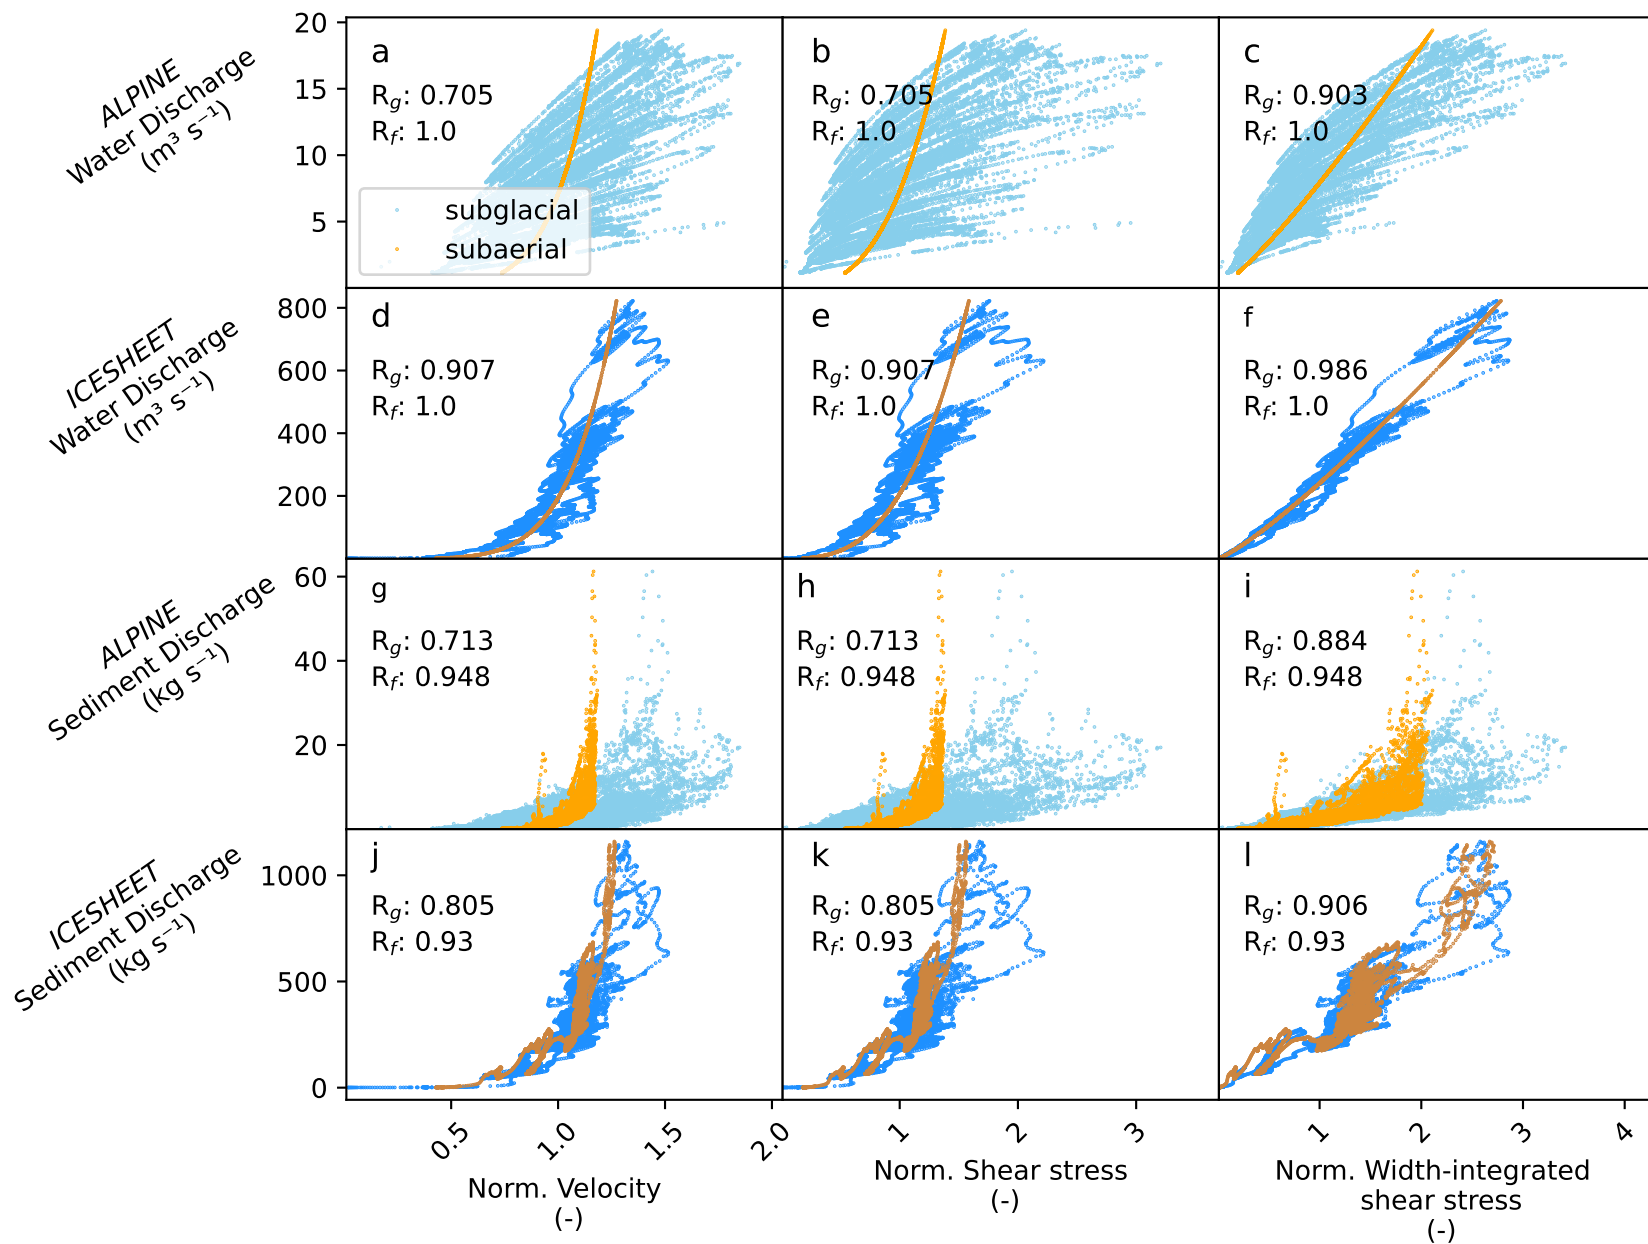 ALPINE
Water Discharge
(m³ s⁻¹)
20
15
10
5
a
R_g: 0.705
R_f: 1.0
subglacial
subaerial
b
R_g: 0.705
R_f: 1.0
c
R_g: 0.903
R_f: 1.0
ICESHEET
Water Discharge
(m³ s⁻¹)
800
600
400
200
d
R_g: 0.907
R_f: 1.0
e
R_g: 0.907
R_f: 1.0
f
R_g: 0.986
R_f: 1.0
ALPINE
Sediment Discharge
(kg s⁻¹)
60
40
20
g
R_g: 0.713
R_f: 0.948
h
R_g: 0.713
R_f: 0.948
i
R_g: 0.884
R_f: 0.948
ICESHEET
Sediment Discharge
(kg s⁻¹)
1000
500
0
j
R_g: 0.805
R_f: 0.93
k
R_g: 0.805
R_f: 0.93
l
R_g: 0.906
R_f: 0.93
0.5 1.0 1.5 2.0
Norm. Velocity
(-)
1 2 3
Norm. Shear stress
(-)
1 2 3 4
Norm. Width-integrated
shear stress
(-)